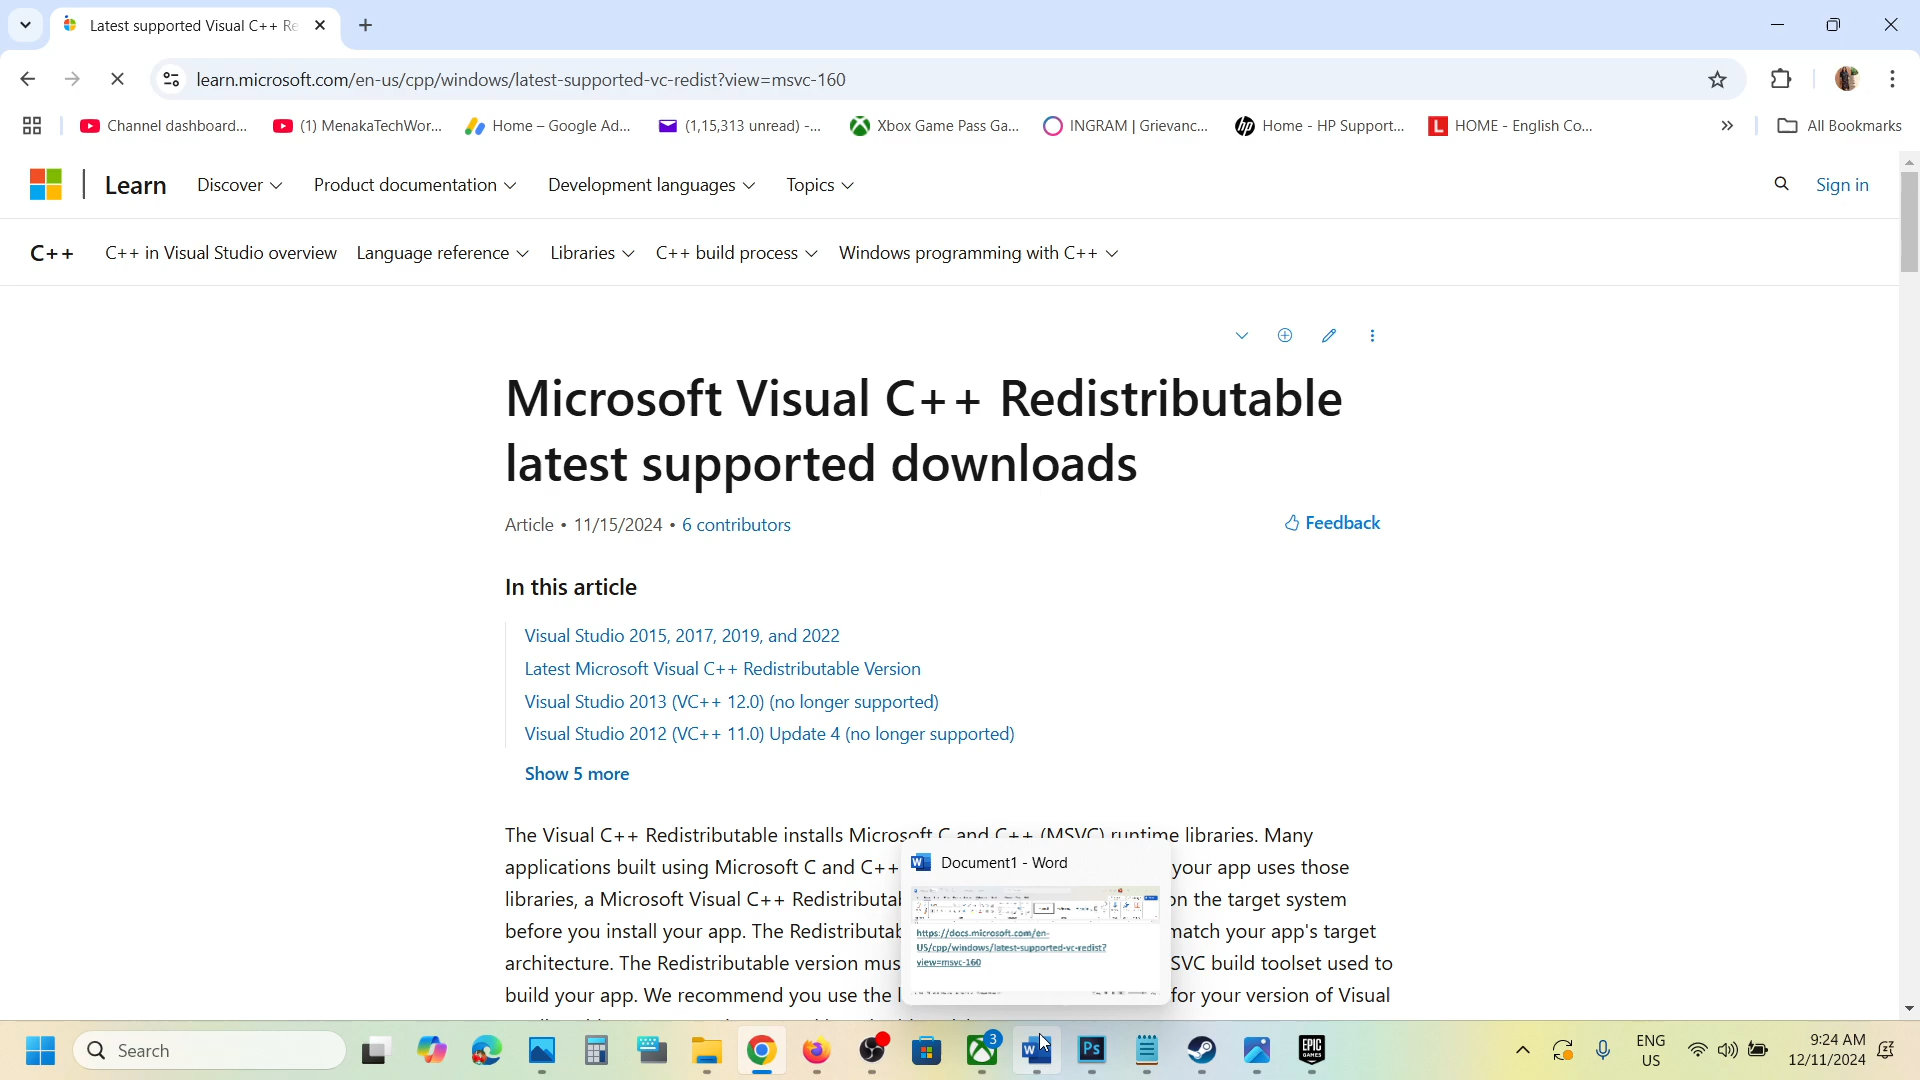 Latest supported Visual C++ Re
learn.microsoft.com/en-us/cpp/windows/latest-supported-vc-redist?view=msvc-160
Channel dashboard...
(1) MenakaTechWor...
Home – Google Ad...
(1,15,313 unread) -...
Xbox Game Pass Ga...
INGRAM | Grievanc...
Home - HP Support...
HOME - English Co...
All Bookmarks
Learn
Discover
Product documentation
Development languages
Topics
Sign in
C++
C++ in Visual Studio overview
Language reference
Libraries
C++ build process
Windows programming with C++
Microsoft Visual C++ Redistributable
latest supported downloads
Article • 11/15/2024 • 6 contributors
Feedback
In this article
Visual Studio 2015, 2017, 2019, and 2022
Latest Microsoft Visual C++ Redistributable Version
Visual Studio 2013 (VC++ 12.0) (no longer supported)
Visual Studio 2012 (VC++ 11.0) Update 4 (no longer supported)
Show 5 more
The Visual C++ Redistributable installs Microsoft C and C++ (MSVC) runtime libraries. Many
applications built using Microsoft C and C++ your app uses those
libraries, a Microsoft Visual C++ Redistributa on the target system
before you install your app. The Redistributab match your app's target
architecture. The Redistributable version mus SVC build toolset used to
build your app. We recommend you use the for your version of Visual
Document1 - Word
https://docs.microsoft.com/en-
US/cpp/windows/latest-supported-vc-redist?
view=msvc-160
Search
3
W
Ps
EPIC
GAMES
ENG
US
9:24 AM
12/11/2024